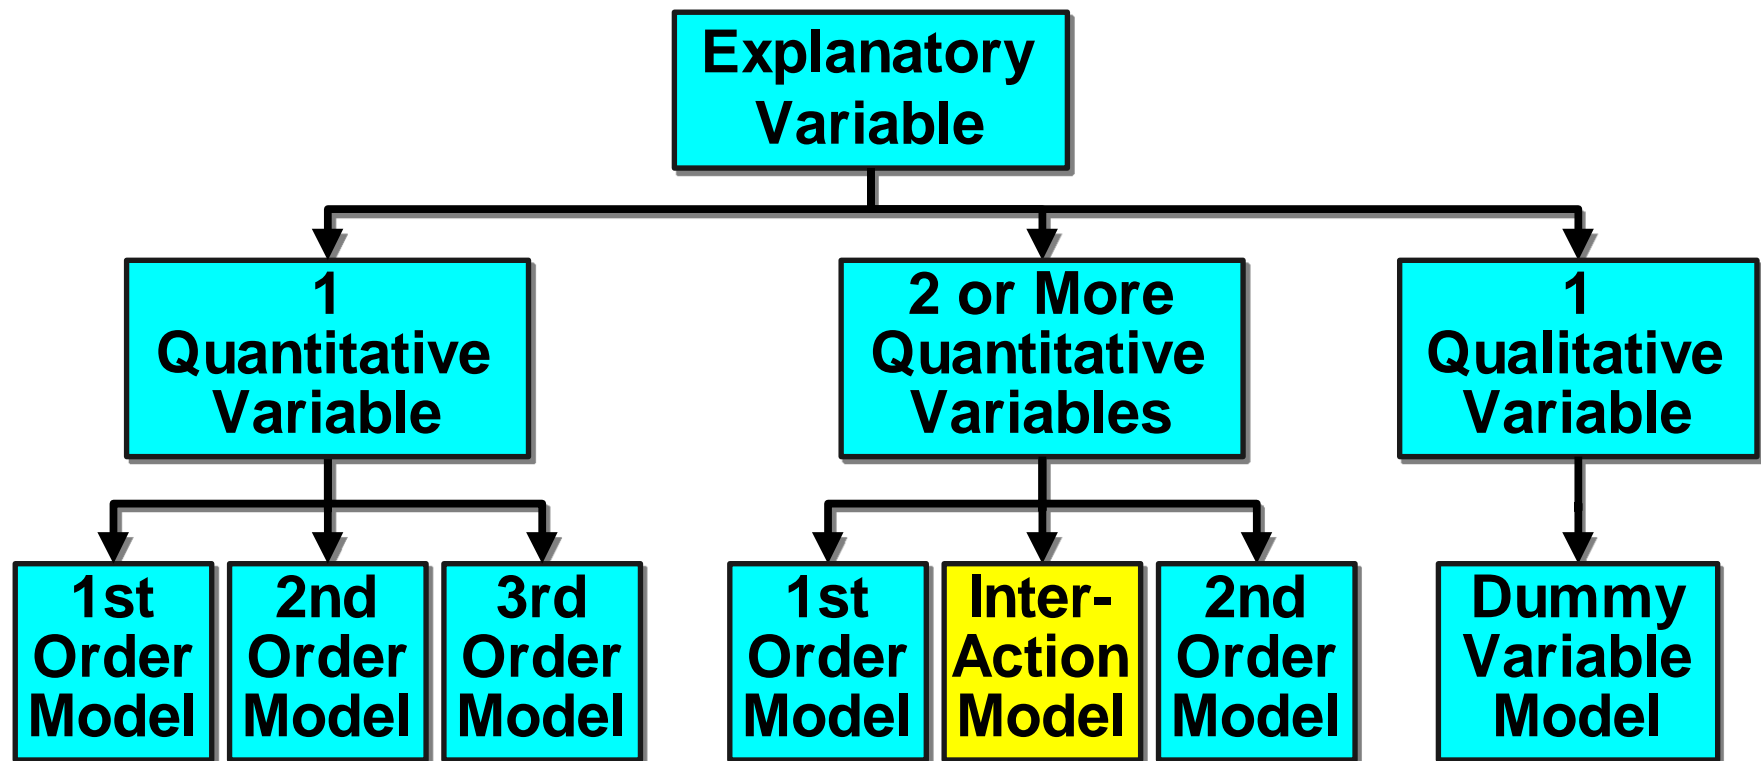 Explanatory
Variable
1
Quantitative
Variable
2 or More
Quantitative
Variables
1
Qualitative
Variable
1st
Order
Model
2nd
Order
Model
3rd
Order
Model
1st
Order
Model
Inter-
Action
Model
2nd
Order
Model
Dummy
Variable
Model